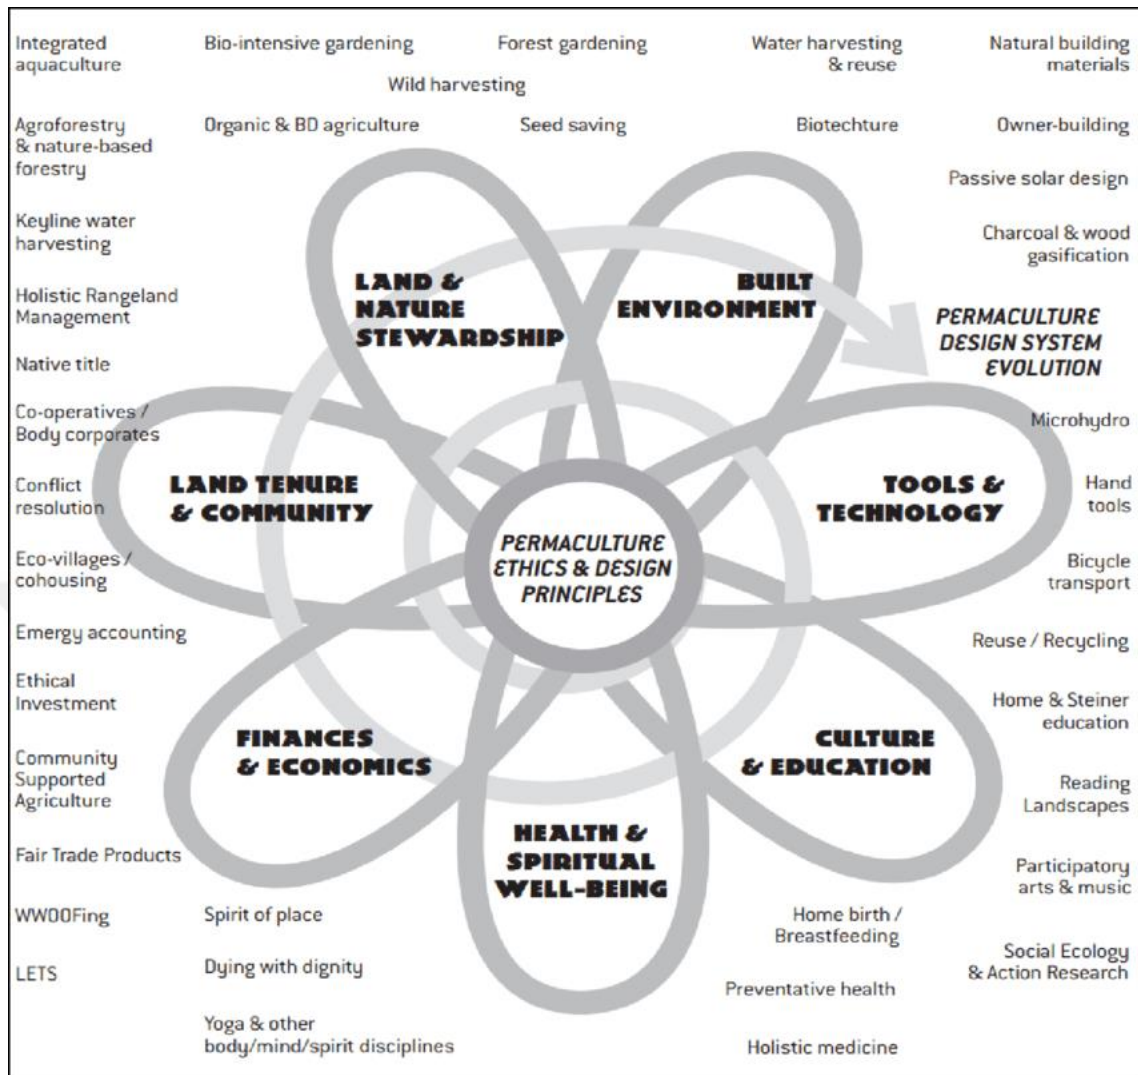 Integrated
aquaculture
Bio-intensive gardening
Forest gardening
Water harvesting
& reuse
Natural building
materials
Wild harvesting
Agroforestry
& nature-based
forestry
Organic & BD agriculture
Seed saving
Biotechture
Owner-building
Passive solar design
Keyline water
harvesting
Charcoal & wood
gasification
LAND &
NATURE
STEWARDSHIP
BUILT
ENVIRONMENT
Holistic Rangeland
Management
PERMACULTURE
DESIGN SYSTEM
EVOLUTION
Native title
Co-operatives /
Body corporates
Microhydro
Conflict
resolution
LAND TENURE
& COMMUNITY
TOOLS &
TECHNOLOGY
Hand
tools
PERMACULTURE
ETHICS & DESIGN
PRINCIPLES
Eco-villages /
cohousing
Bicycle
transport
Emergy accounting
Reuse / Recycling
Ethical
Investment
Home & Steiner
education
FINANCES
& ECONOMICS
CULTURE
& EDUCATION
Community
Supported
Agriculture
Reading
Landscapes
HEALTH &
SPIRITUAL
WELL-BEING
Fair Trade Products
Participatory
arts & music
WWOOFing
Spirit of place
Home birth /
Breastfeeding
LETS
Dying with dignity
Social Ecology
& Action Research
Preventative health
Yoga & other
body/mind/spirit disciplines
Holistic medicine